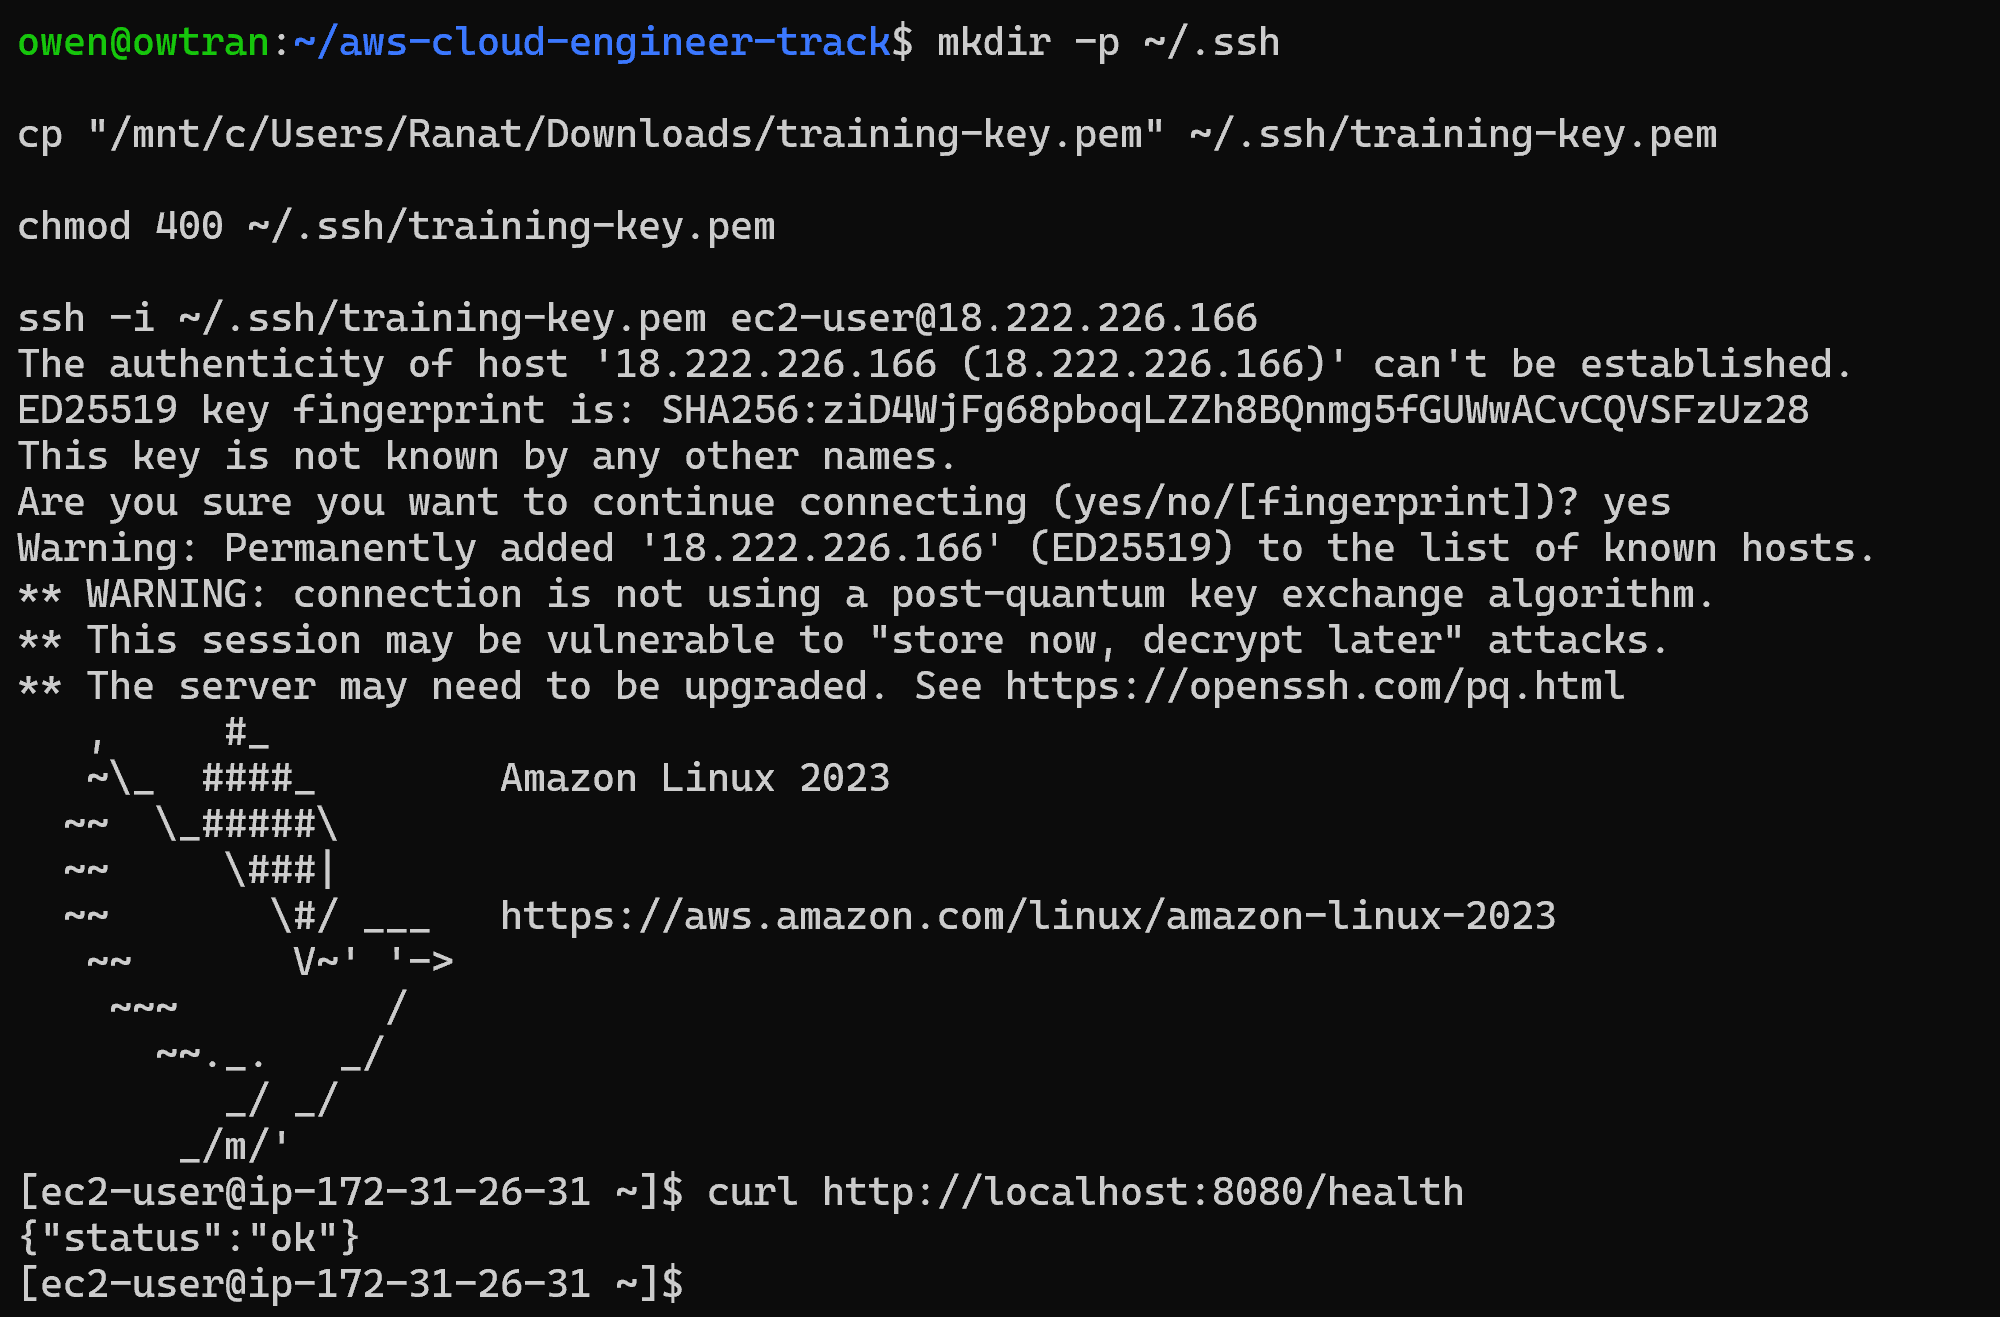 owen@owtran:~/aws-cloud-engineer-track$ mkdir -p ~/.ssh

cp "/mnt/c/Users/Ranat/Downloads/training-key.pem" ~/.ssh/training-key.pem

chmod 400 ~/.ssh/training-key.pem

ssh -i ~/.ssh/training-key.pem ec2-user@18.222.226.166
The authenticity of host '18.222.226.166 (18.222.226.166)' can't be established.
ED25519 key fingerprint is: SHA256:ziD4WjFg68pboqLZZh8BQnmg5fGUWwACvCQVSFzUz28
This key is not known by any other names.
Are you sure you want to continue connecting (yes/no/[fingerprint])? yes
Warning: Permanently added '18.222.226.166' (ED25519) to the list of known hosts.
** WARNING: connection is not using a post-quantum key exchange algorithm.
** This session may be vulnerable to "store now, decrypt later" attacks.
** The server may need to be upgraded. See https://openssh.com/pq.html
   ,     #_
   ~\_  ####_        Amazon Linux 2023
  ~~  \_#####\
  ~~     \###|
  ~~       \#/ ___   https://aws.amazon.com/linux/amazon-linux-2023
   ~~       V~' '->
    ~~~         /
      ~~._.   _/
         _/ _/
       _/m/'
[ec2-user@ip-172-31-26-31 ~]$ curl http://localhost:8080/health
{"status":"ok"}
[ec2-user@ip-172-31-26-31 ~]$